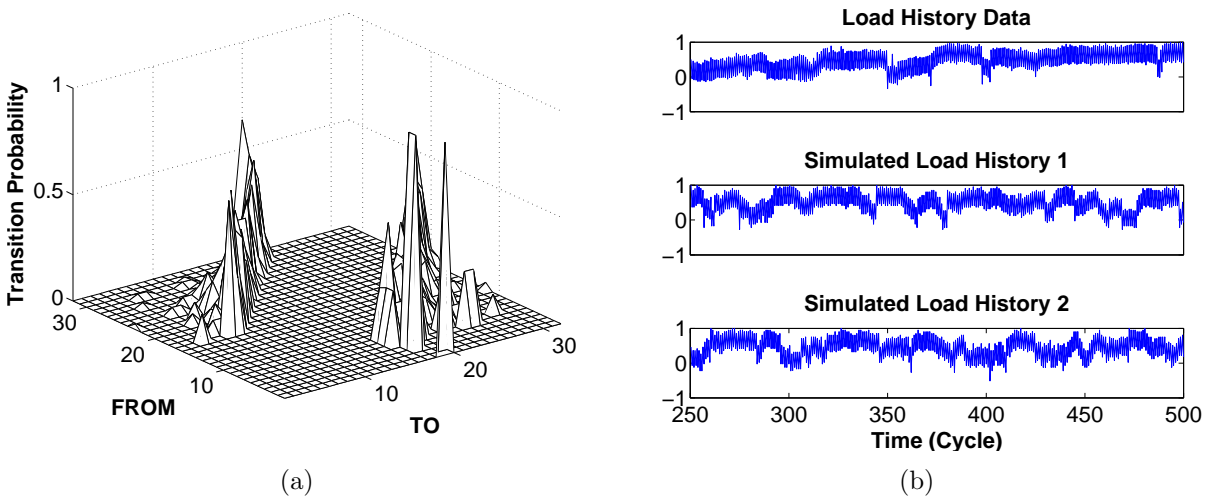 Transition Probability
1
0.5
0
30
20
10
FROM
10
20
30
TO
(a)
Load History Data
1
0
−1
Simulated Load History 1
1
0
−1
Simulated Load History 2
1
0
−1
250
300
350
400
450
500
Time (Cycle)
(b)